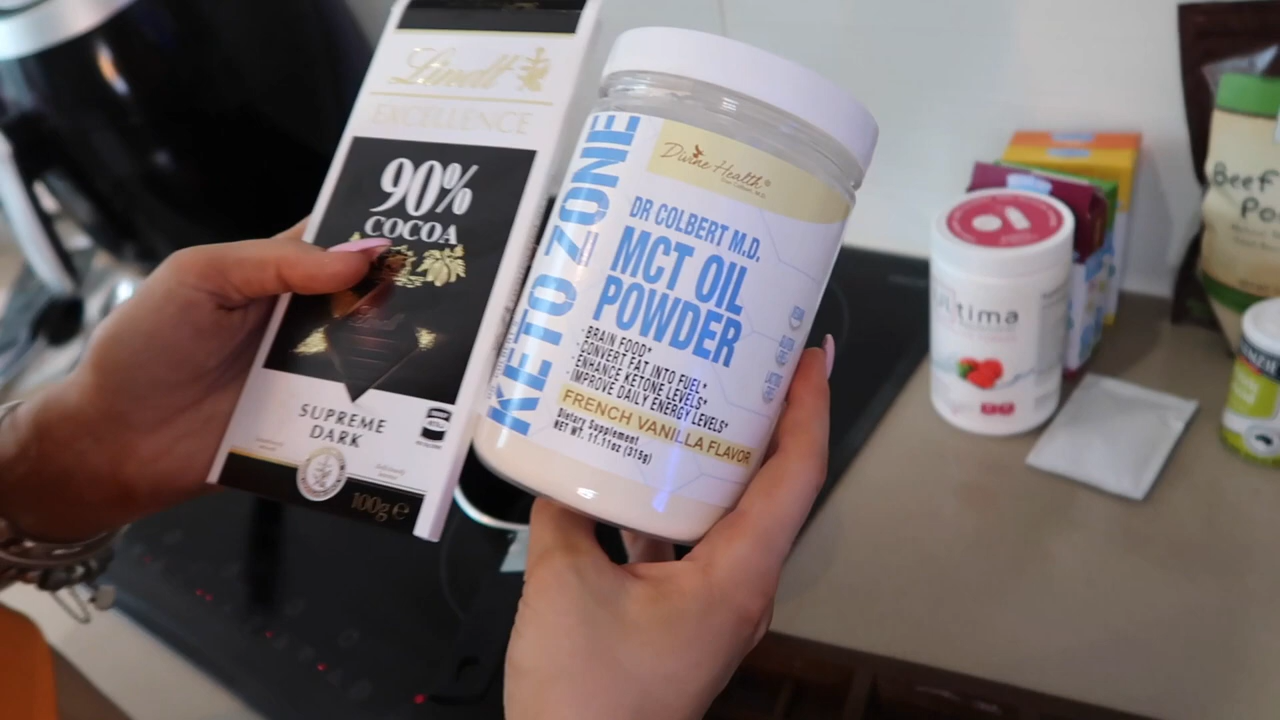 Lindt
EXCELLENCE
90%
COCOA
SUPREME
DARK
100g e
KETO ZONE
Divine Health
DR COLBERT M.D.
MCT OIL
POWDER
· BRAIN FOOD*
· CONVERT FAT INTO FUEL*
· ENHANCE KETONE LEVELS*
· IMPROVE DAILY ENERGY LEVELS*
FRENCH VANILLA FLAVOR
Dietary Supplement
NET WT. 11.11oz (315g)
tima
Beef